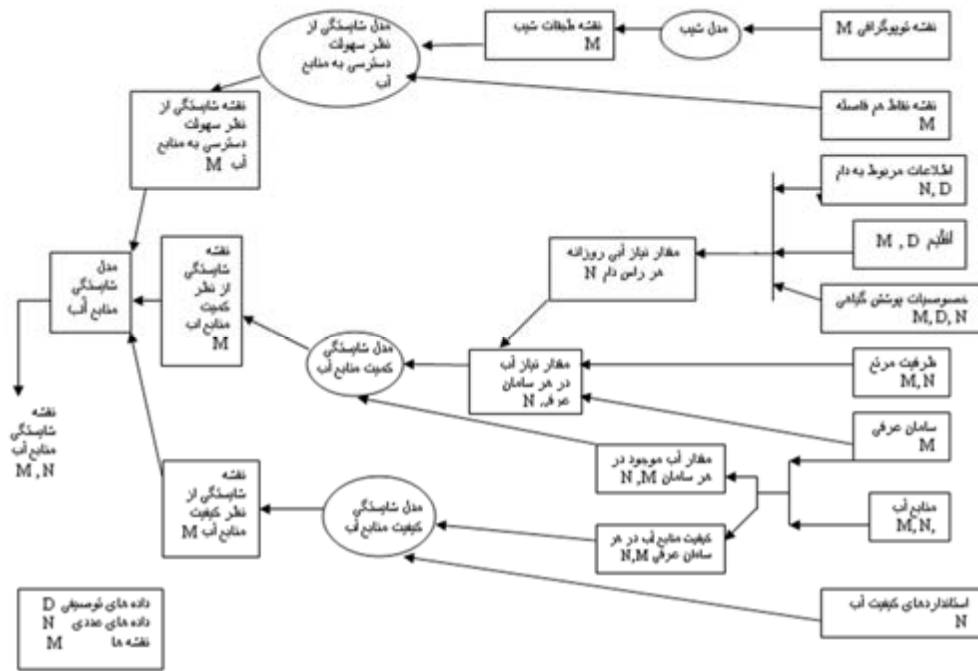 نقشه توپوگرافی M
مدل شیب
نقشه طبقات شیب
M
مدل شایستگی از
نظر سهولت
دسترسی به منابع
آب
نقشه نقاط هم فاصله
M
نقشه شایستگی از
نظر سهولت
دسترسی به منابع
آب M
اطلاعات مربوط به دام
N, D
اقلیم M , D
خصوصیات پوشش گیاهی
M, D, N
مقدار نیاز آبی روزانه
هر راس دام N
مدل
شایستگی
منابع آب
نقشه
شایستگی
از نظر
کمیت
منابع اب
M
مدل شایستگی
کمیت منابع آب
مقدار نیاز آب
در هر سامان
عرفی N
ظرفیت مرتع
M, N
سامان عرفی
M
نقشه
شایستگی
منابع آب
M , N
مقدار آب موجود در
هر سامان N ,M
منابع آب
M, N,
نقشه
شایستگی از
نظر کیفیت
منابع آب M
مدل شایستگی
کیفیت منابع آب
کیفیت منابع آب در هر
سامان عرفی N,M
استانداردهای کیفیت آب
N
داده های توصیفی D
داده های عددی N
نقشه ها M